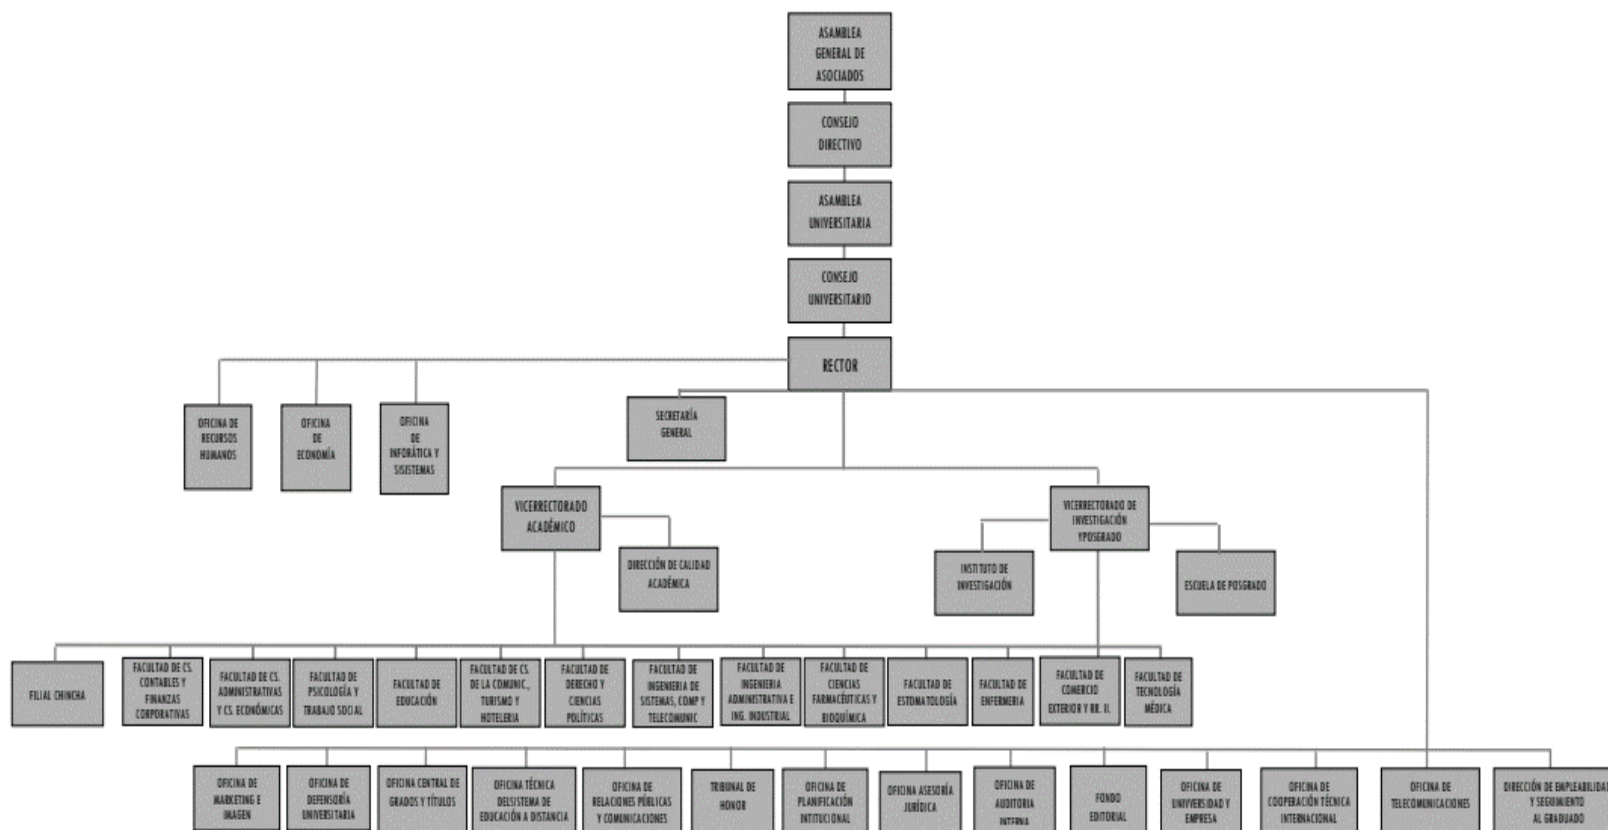 ASAMBLEA
GENERAL DE
ASOCIADOS
CONSEJO
DIRECTIVO
ASAMBLEA
UNIVERSITARIA
CONSEJO
UNIVERSITARIO
RECTOR
OFICINA DE
RECURSOS
HUMANOS
OFICINA
DE
ECONOMÍA
OFICINA
DE
INFORÁTICA Y
SISISTEMAS
SECRETARÍA
GENERAL
VICERRECTORADO
ACADÉMICO
VICERRECTORADO DE
INVESTIGACIÓN
YPOSGRADO
DIRECCIÓN DE CALIDAD
ACADÉMICA
INSTITUTO DE
INVESTIGACIÓN
ESCUELA DE POSGRADO
FILIAL CHINCHA
FACULTAD DE CS.
CONTABLES Y
FINANZAS
CORPORATIVAS
FACULTAD DE CS.
ADMINISTRATIVAS
Y CS. ECONÓMICAS
FACULTAD DE
PSICOLOGÍA Y
TRABAJO SOCIAL
FACULTAD DE
EDUCACIÓN
FACULTAD DE CS.
DE LA COMUNIC.,
TURISMO Y
HOTELERIA
FACULTAD DE
DERECHO Y
CIENCIAS
POLÍTICAS
FACULTAD DE
INGENIERIA DE
SISTEMAS, COMP Y
TELECOMUNIC
FACULTAD DE
INGENIERIA
ADMINISTRATIVA E
ING. INDUSTRIAL
FACULTAD DE
CIENCIAS
FARMACÉUTICAS Y
BIOQUÍMICA
FACULTAD DE
ESTOMATOLOGÍA
FACULTAD DE
ENFERMERIA
FACULTAD DE
COMERCIO
EXTERIOR Y RR. II.
FACULTAD DE
TECNOLOGÍA
MÉDICA
OFICINA DE
MARKETING E
IMAGEN
OFICINA DE
DEFENSORÍA
UNIVERSITARIA
OFICINA CENTRAL DE
GRADOS Y TÍTULOS
OFICINA TÉCNICA
DELSISTEMA DE
EDUCACIÓN A DISTANCIA
OFICINA DE
RELACIONES PÚBLICAS
Y COMUNICACIONES
TRIBUNAL DE
HONOR
OFICINA DE
PLANIFICACIÓN
INTITUCIONAL
OFICINA ASESORÍA
JURÍDICA
OFICINA DE
AUDITORIA
INTERNA
FONDO
EDITORIAL
OFICINA DE
UNIVVERSIDAD Y
EMPRESA
OFICINA DE
COOPERACIÓN TÉCNICA
INTERNACIONAL
OFICINA DE
TELECOMUNICACIONES
DIRECCIÓN DE EMPLEABILIDAD
Y SEGUIMIENTO
AL GRADUADO